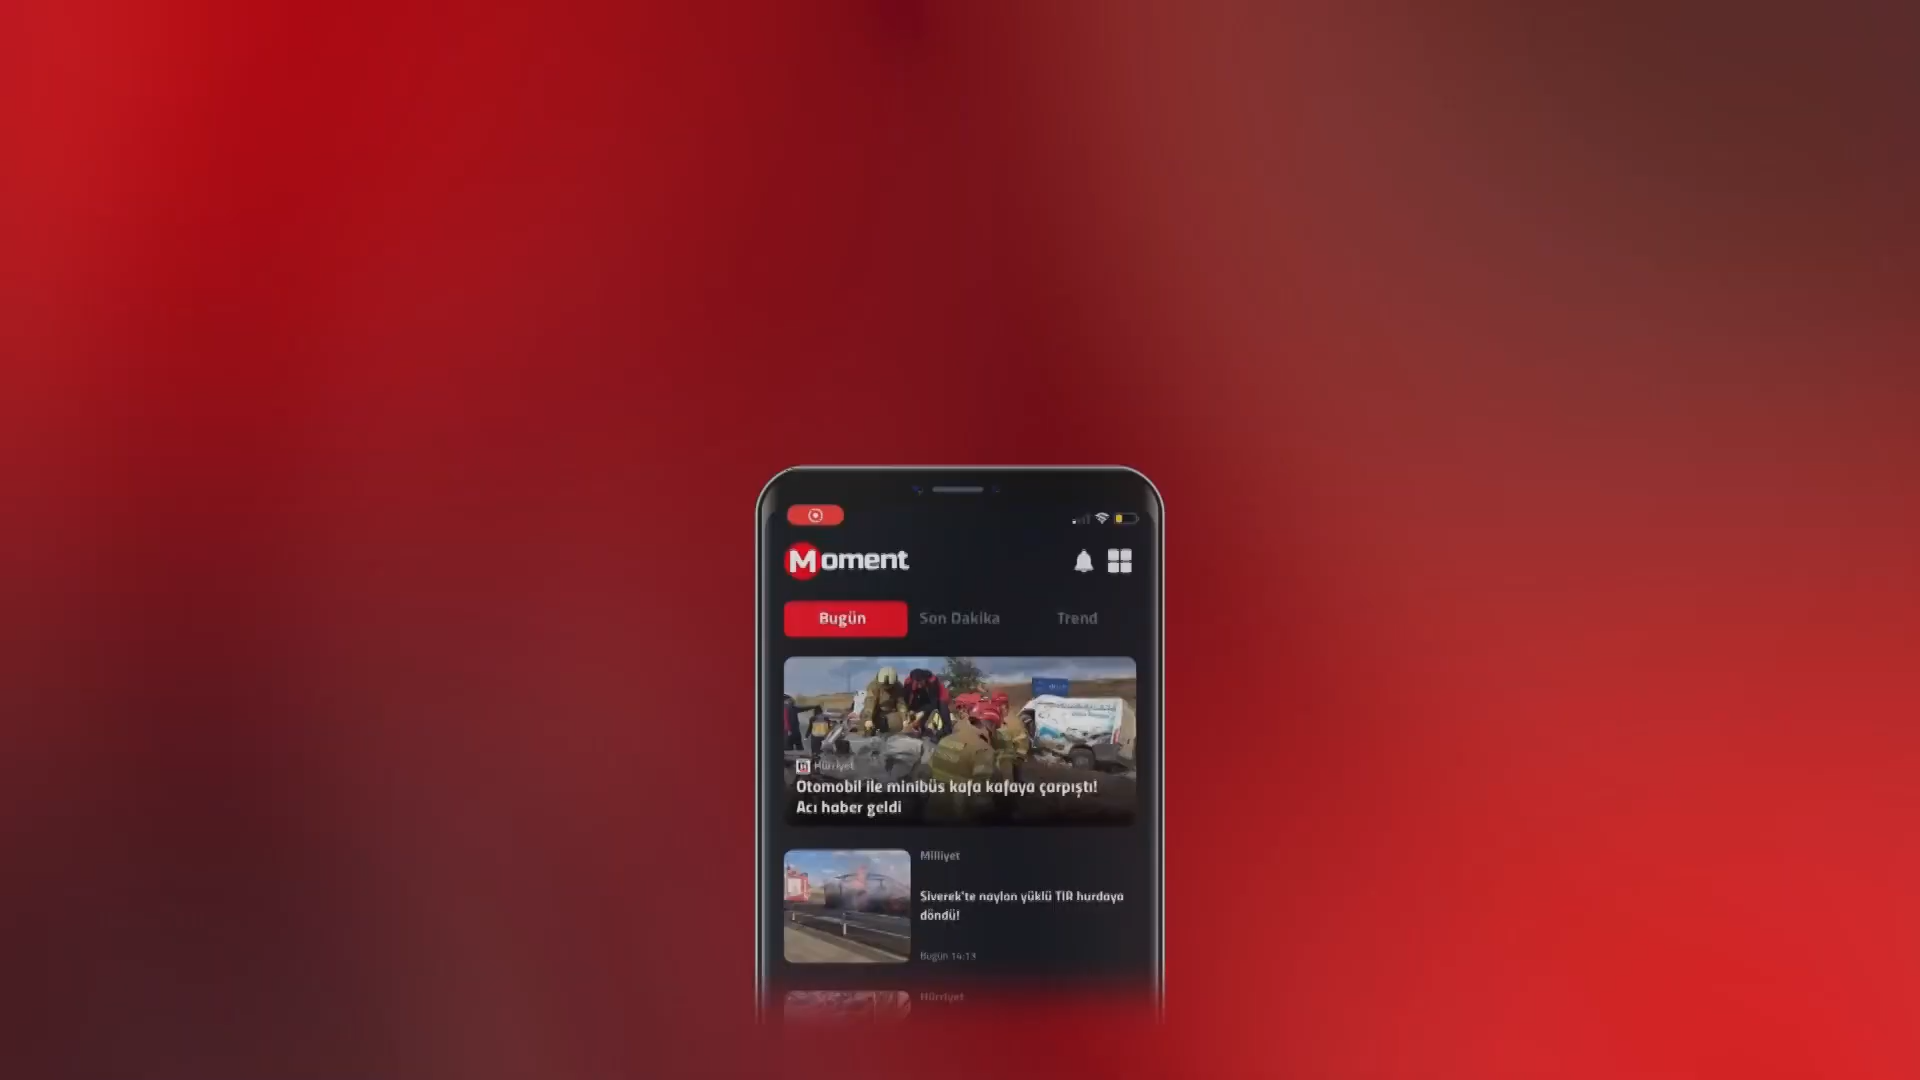 Moment
Bugün Son Dakika Trend
Hürriyet
Otomobil ile minibüs kafa kafaya çarpıştı!
Acı haber geldi
Milliyet
Siverek'te naylon yüklü TIR hurdaya
döndü!
Bugün 14:13
Hürriyet